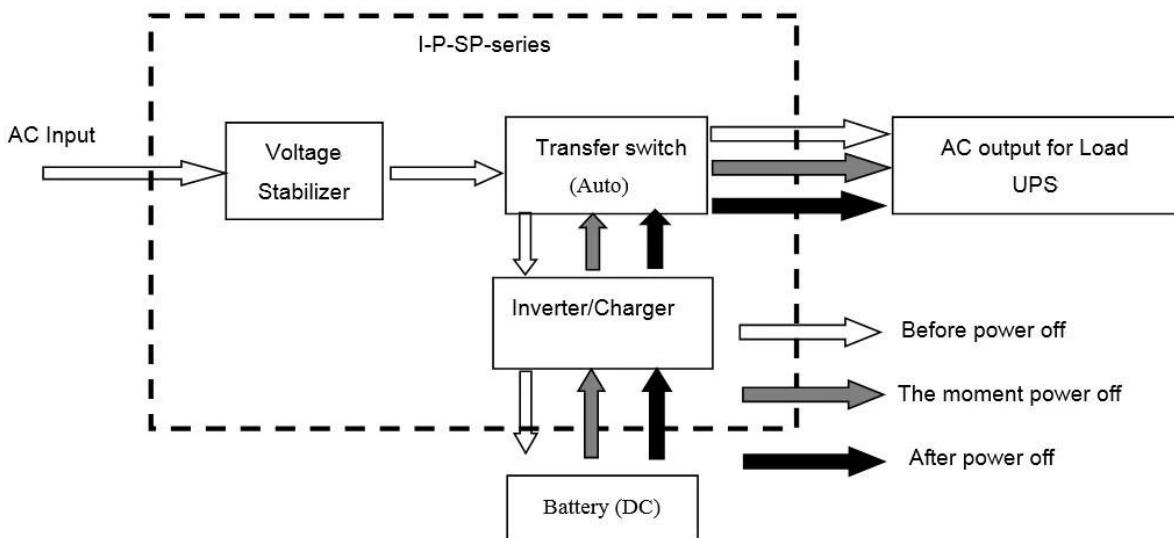 I-P-SP-series
AC Input
Voltage
Stabilizer
Transfer switch
(Auto)
AC output for Load
UPS
Inverter/Charger
Before power off
The moment power off
After power off
Battery (DC)